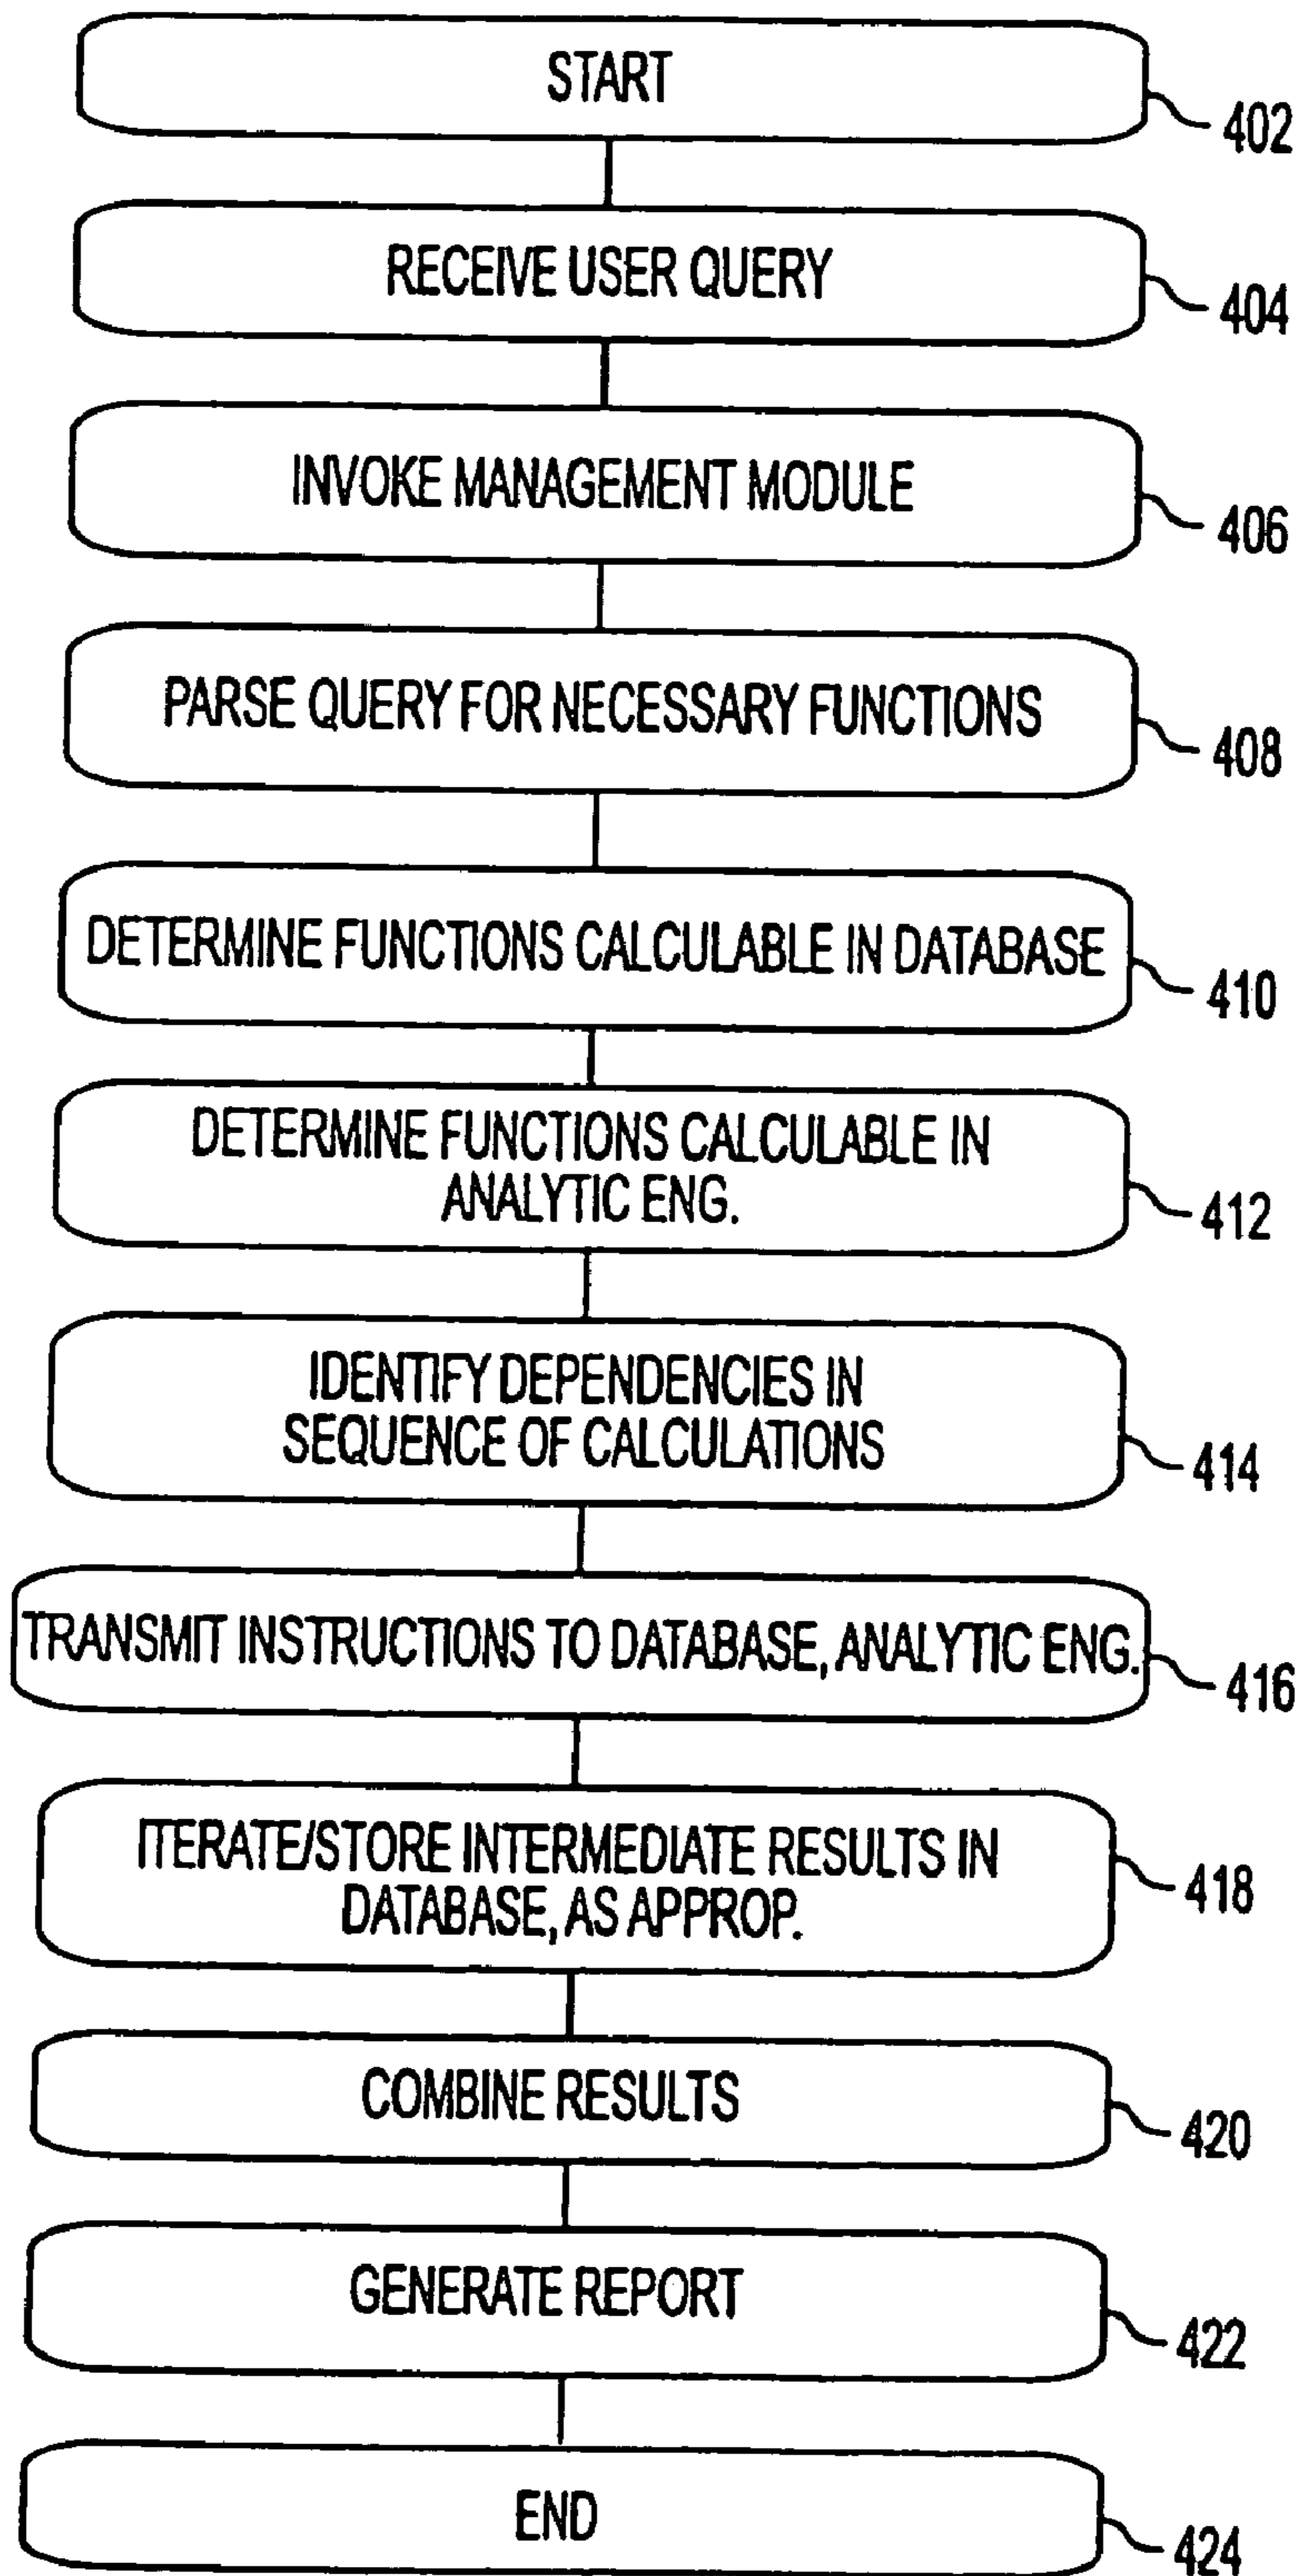 START
402
RECEIVE USER QUERY
404
INVOKE MANAGEMENT MODULE
406
PARSE QUERY FOR NECESSARY FUNCTIONS
408
DETERMINE FUNCTIONS CALCULABLE IN DATABASE
410
DETERMINE FUNCTIONS CALCULABLE IN
ANALYTIC ENG.
412
IDENTIFY DEPENDENCIES IN
SEQUENCE OF CALCULATIONS
414
TRANSMIT INSTRUCTIONS TO DATABASE, ANALYTIC ENG.
416
ITERATE/STORE INTERMEDIATE RESULTS IN
DATABASE, AS APPROP.
418
COMBINE RESULTS
420
GENERATE REPORT
422
END
424